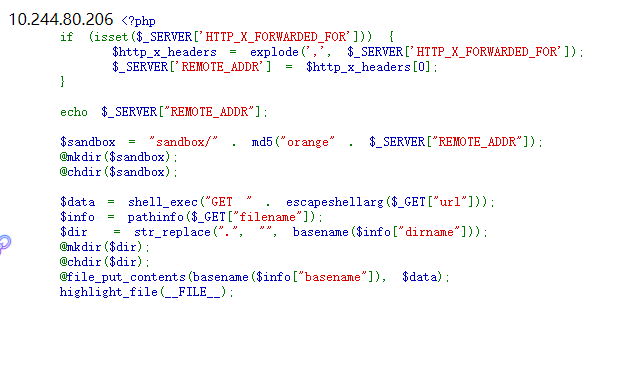 10.244.80.206 <?php
if (isset($_SERVER['HTTP_X_FORWARDED_FOR'])) {
$http_x_headers = explode(',', $_SERVER['HTTP_X_FORWARDED_FOR']);
$_SERVER['REMOTE_ADDR'] = $http_x_headers[0];
}
echo $_SERVER["REMOTE_ADDR"];
$sandbox = "sandbox/" . md5("orange" . $_SERVER["REMOTE_ADDR"]);
@mkdir($sandbox);
@chdir($sandbox);
$data = shell_exec("GET " . escapeshellarg($_GET["url"]));
$info = pathinfo($_GET["filename"]);
$dir = str_replace(".", "", basename($info["dirname"]));
@mkdir($dir);
@chdir($dir);
@file_put_contents(basename($info["basename"]), $data);
highlight_file(__FILE__);